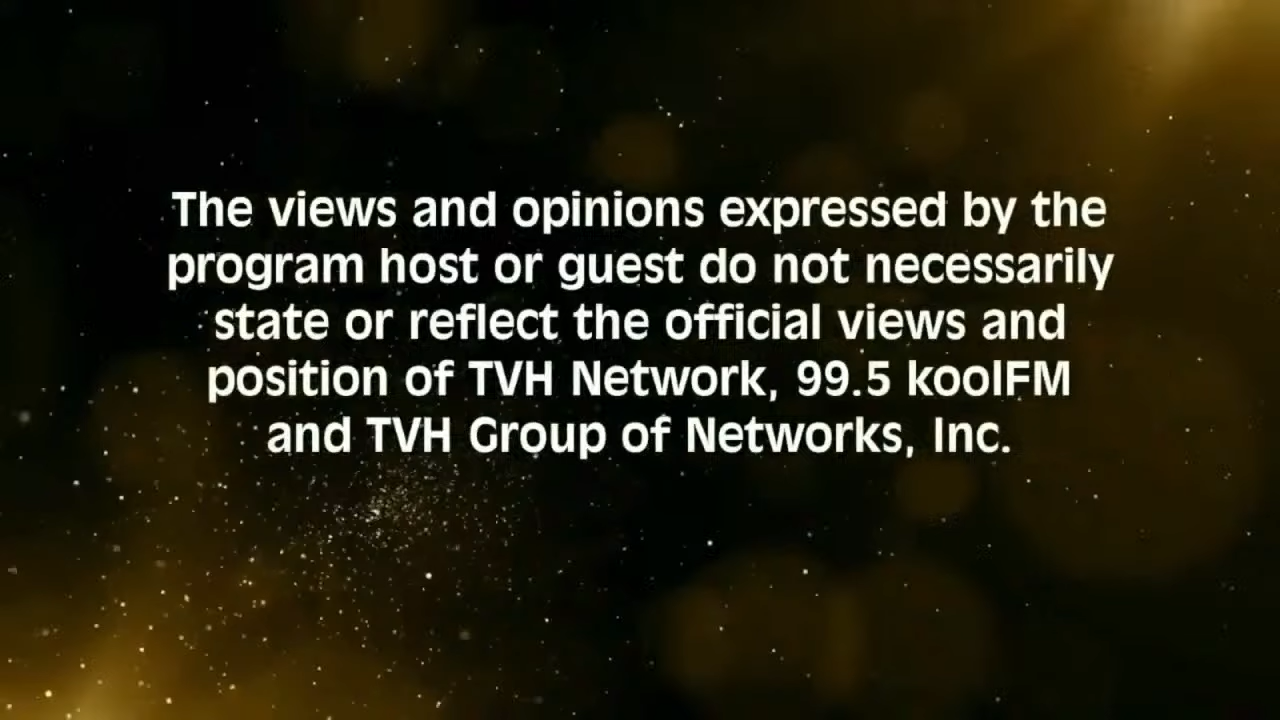 The views and opinions expressed by the
program host or guest do not necessarily
state or reflect the official views and
position of TVH Network, 99.5 koolFM
and TVH Group of Networks, Inc.